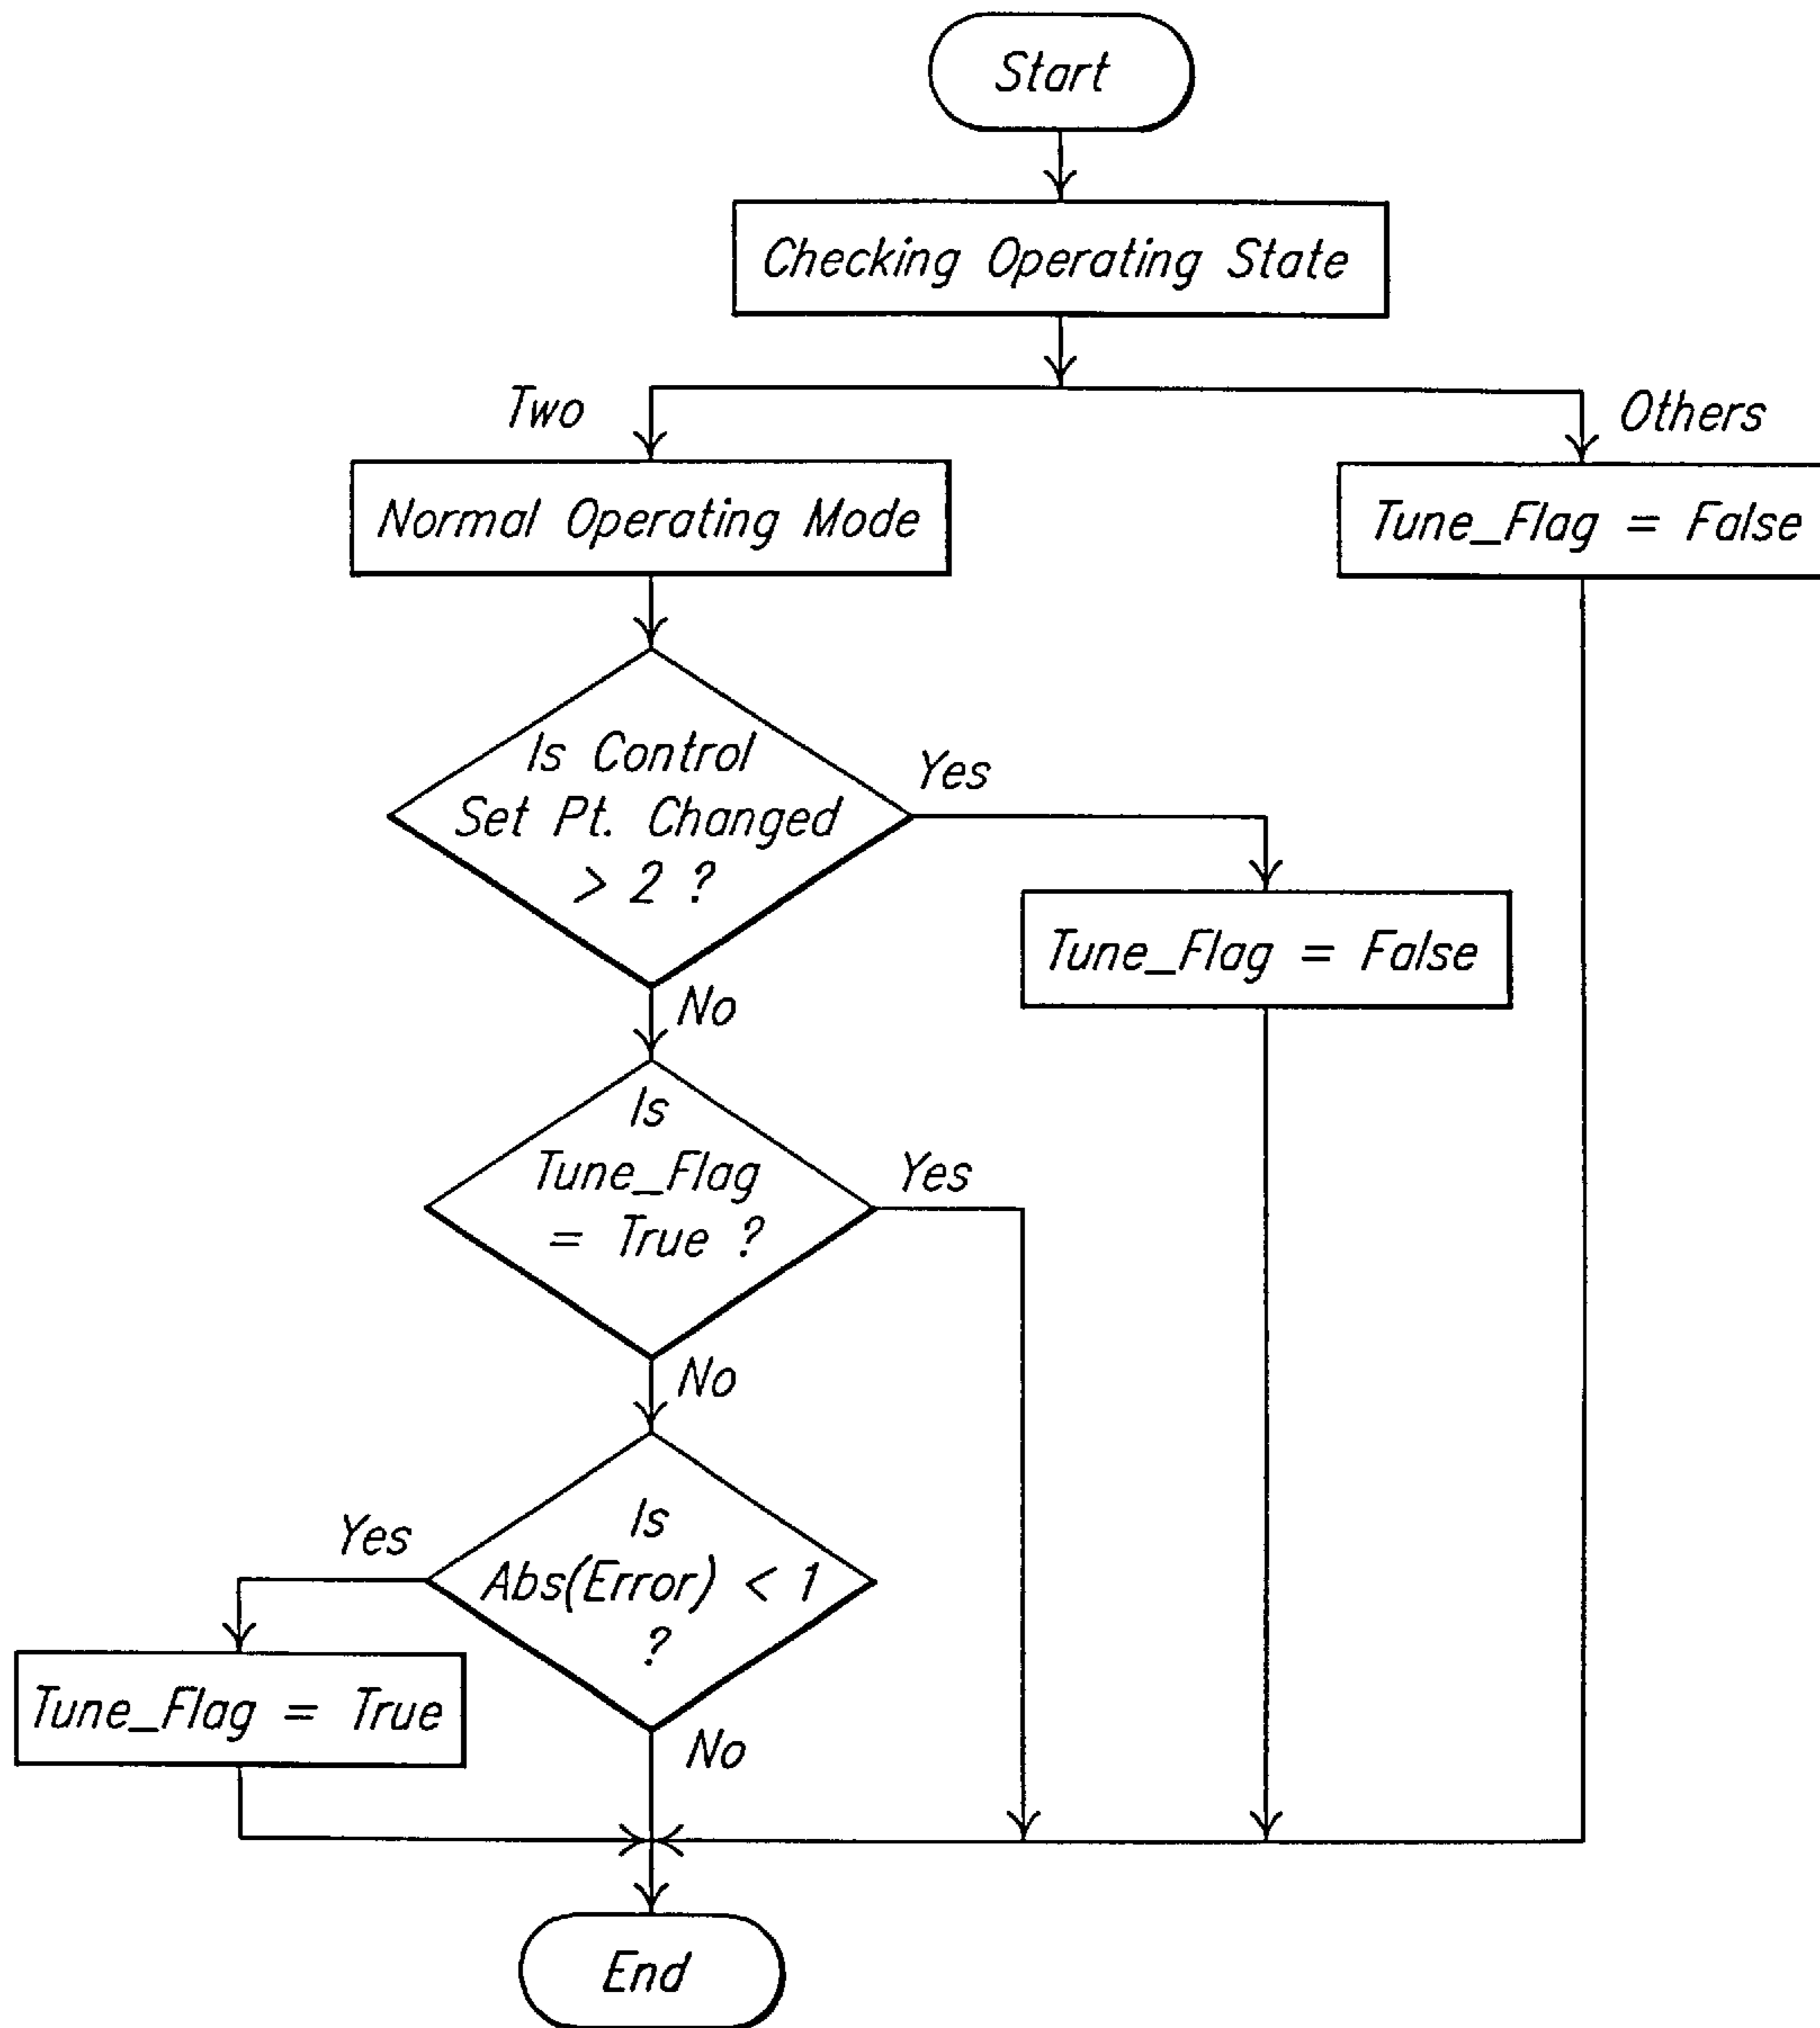 Start
Checking Operating State
Two
Others
Normal Operating Mode
Tune_Flag = False
Is Control
Set Pt. Changed
> 2 ?
Yes
Tune_Flag = False
No
Is
Tune_Flag
= True ?
Yes
No
Is
Abs(Error) < 1
?
Yes
Tune_Flag = True
No
End